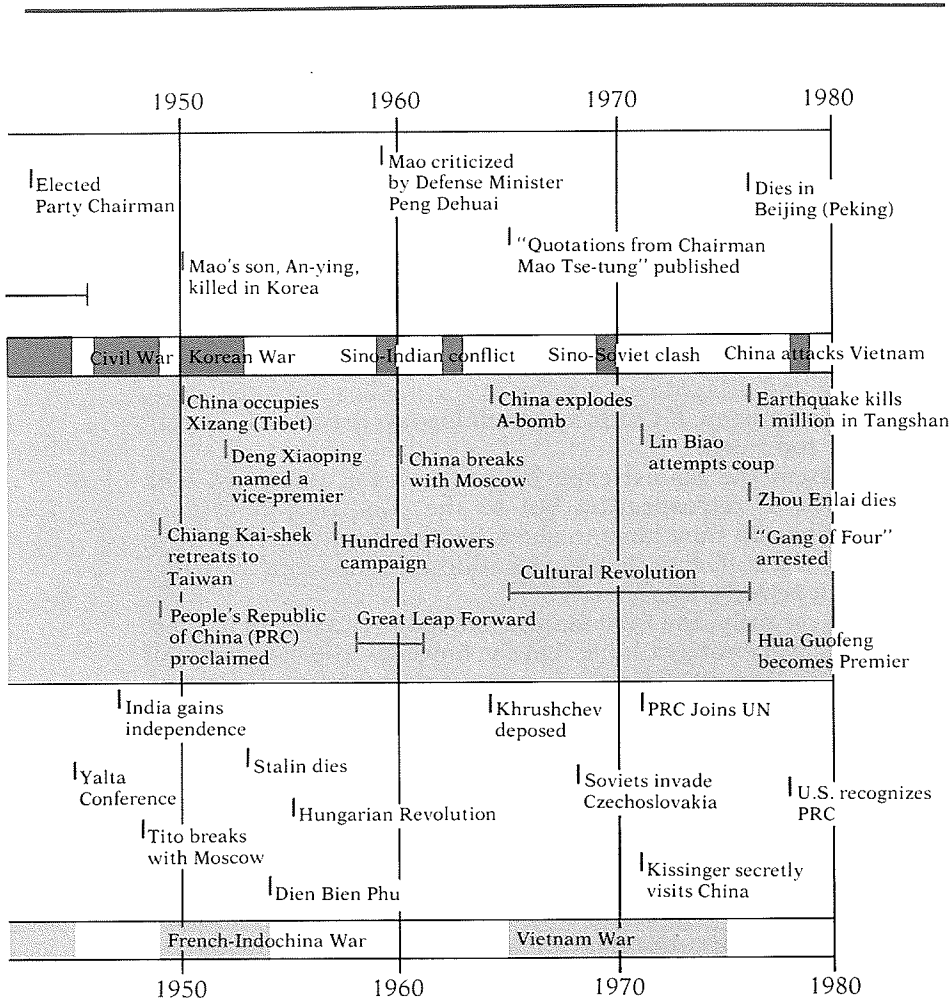 1950 1960 1970 1980
Elected
Party Chairman
Mao criticized
by Defense Minister
Peng Dehuai
Dies in
Beijing (Peking)
"Quotations from Chairman
Mao Tse-tung" published
Mao's son, An-ying,
killed in Korea
Civil War Korean War Sino-Indian conflict Sino-Soviet clash China attacks Vietnam
China occupies
Xizang (Tibet)
China explodes
A-bomb
Earthquake kills
1 million in Tangshan
Deng Xiaoping
named a
vice-premier
China breaks
with Moscow
Lin Biao
attempts coup
Zhou Enlai dies
Chiang Kai-shek
retreats to
Taiwan
Hundred Flowers
campaign
"Gang of Four"
arrested
Cultural Revolution
People's Republic
of China (PRC)
proclaimed
Great Leap Forward
Hua Guofeng
becomes Premier
India gains
independence
Khrushchev
deposed
PRC Joins UN
Stalin dies
Yalta
Conference
Soviets invade
Czechoslovakia
U.S. recognizes
PRC
Hungarian Revolution
Tito breaks
with Moscow
Kissinger secretly
visits China
Dien Bien Phu
French-Indochina War Vietnam War
1950 1960 1970 1980